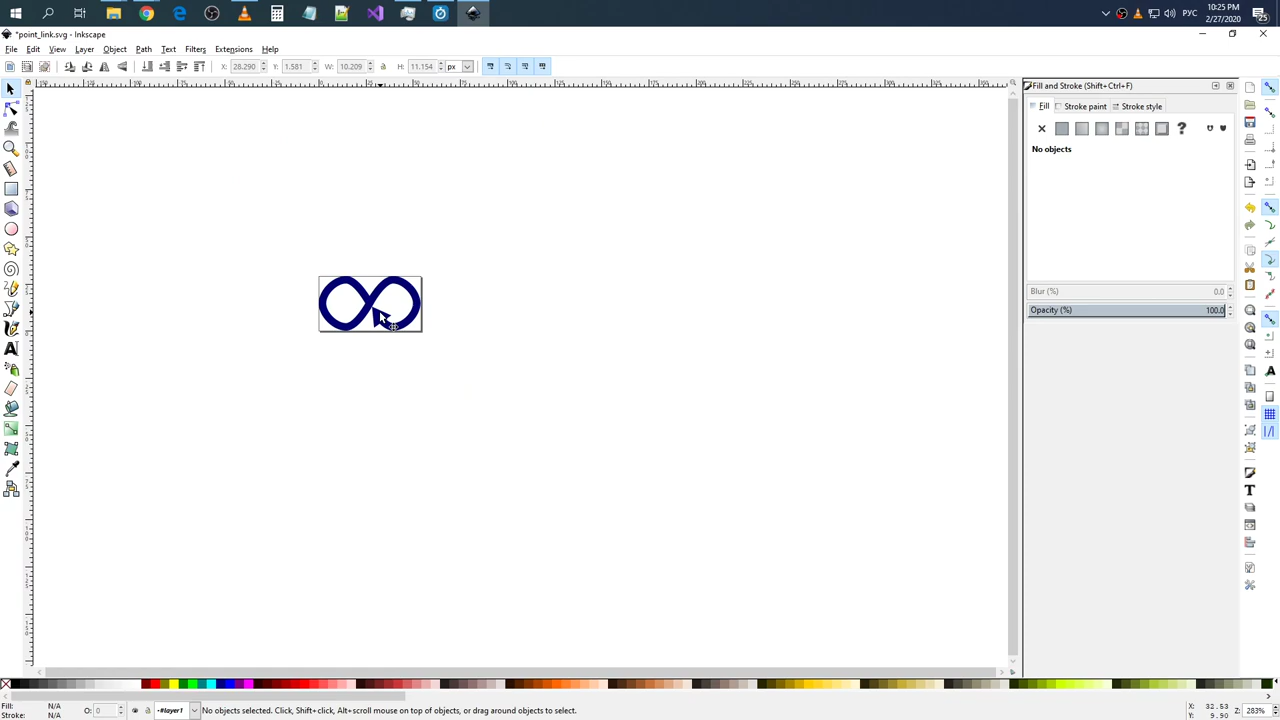 10:25 PM
РУС
2/27/2020
25
*point_link.svg - Inkscape
File Edit View Layer Object Path Text Filters Extensions Help
X: 28.290 Y: 1.581 W: 10.209 H: 11.154 px
Fill and Stroke (Shift+Ctrl+F)
Fill Stroke paint Stroke style
No objects
Blur (%) 0.0
Opacity (%) 100.0
Fill: N/A
Stroke: N/A
O: 0
#layer1
No objects selected. Click, Shift+click, Alt+scroll mouse on top of objects, or drag around objects to select.
X: 32.53
Y: 9.90
Z: 283%